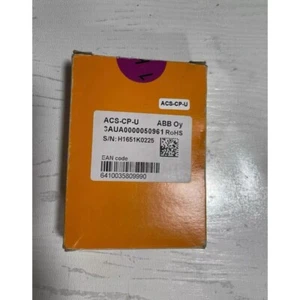 ACS-CP-U
ACS-CP-U ABB Oy
3AUA0000050961 RoHS
S/N: H1651K0225
EAN code
6410035809990